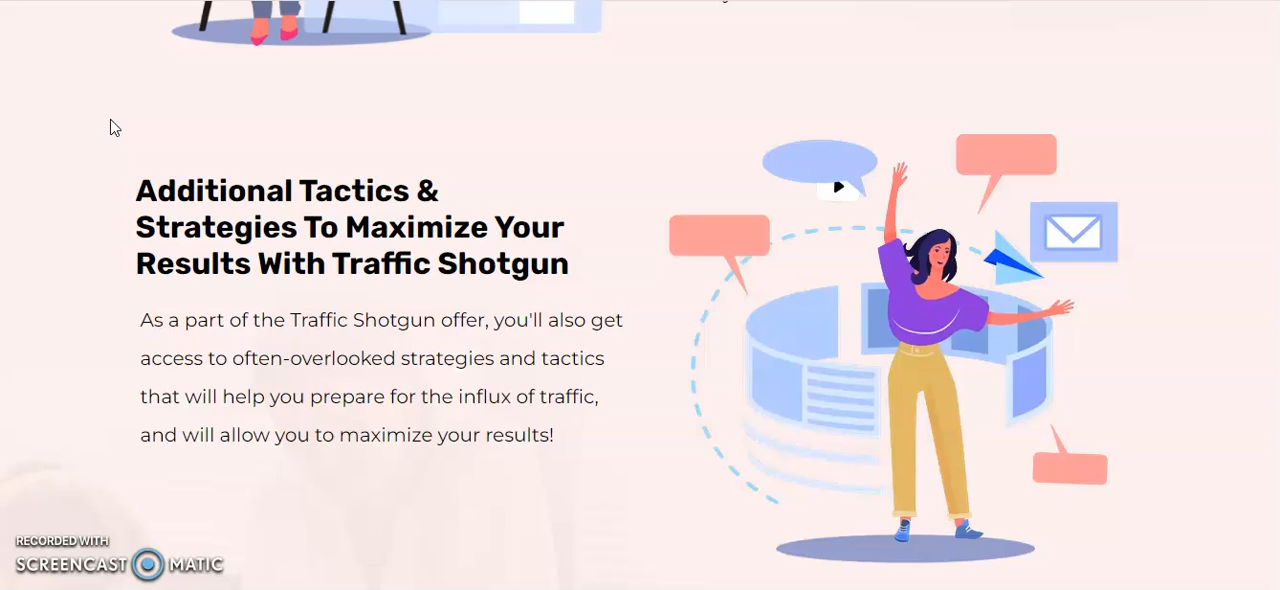 Additional Tactics &
Strategies To Maximize Your
Results With Traffic Shotgun
As a part of the Traffic Shotgun offer, you'll also get
access to often-overlooked strategies and tactics
that will help you prepare for the influx of traffic,
and will allow you to maximize your results!
RECORDED WITH
SCREENCAST MATIC